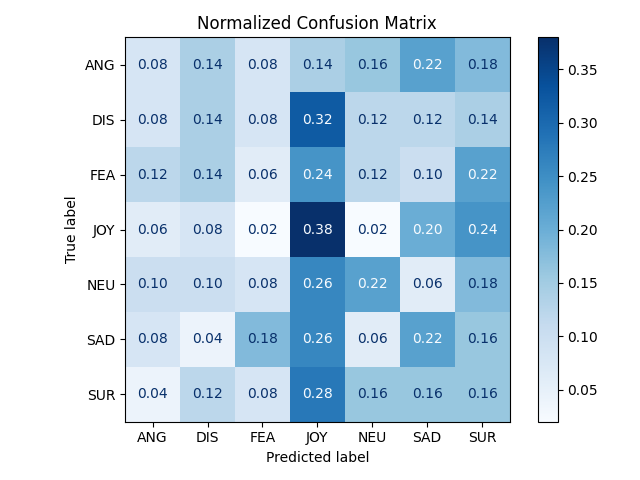 Normalized Confusion Matrix
True label
ANG 0.08 0.14 0.08 0.14 0.16 0.22 0.18
DIS 0.08 0.14 0.08 0.32 0.12 0.12 0.14
FEA 0.12 0.14 0.06 0.24 0.12 0.10 0.22
JOY 0.06 0.08 0.02 0.38 0.02 0.20 0.24
NEU 0.10 0.10 0.08 0.26 0.22 0.06 0.18
SAD 0.08 0.04 0.18 0.26 0.06 0.22 0.16
SUR 0.04 0.12 0.08 0.28 0.16 0.16 0.16
ANG DIS FEA JOY NEU SAD SUR
Predicted label
0.35
0.30
0.25
0.20
0.15
0.10
0.05